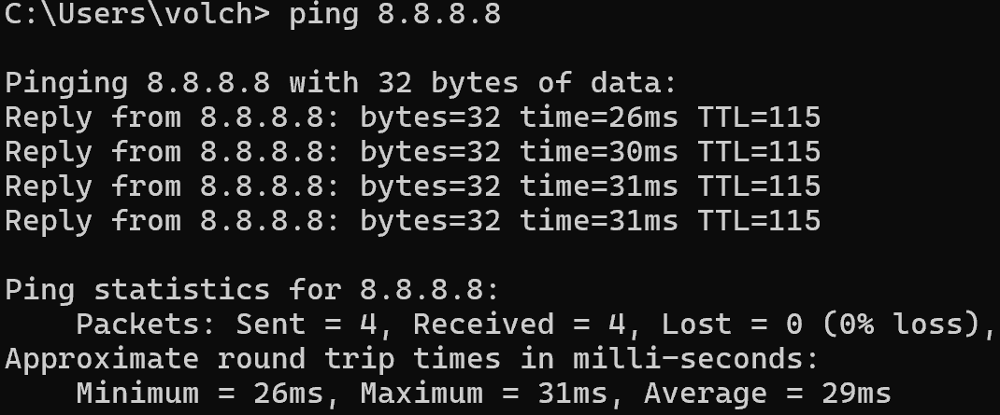 C:\Users\volch> ping 8.8.8.8
Pinging 8.8.8.8 with 32 bytes of data:
Reply from 8.8.8.8: bytes=32 time=26ms TTL=115
Reply from 8.8.8.8: bytes=32 time=30ms TTL=115
Reply from 8.8.8.8: bytes=32 time=31ms TTL=115
Reply from 8.8.8.8: bytes=32 time=31ms TTL=115
Ping statistics for 8.8.8.8:
    Packets: Sent = 4, Received = 4, Lost = 0 (0% loss),
Approximate round trip times in milli-seconds:
    Minimum = 26ms, Maximum = 31ms, Average = 29ms